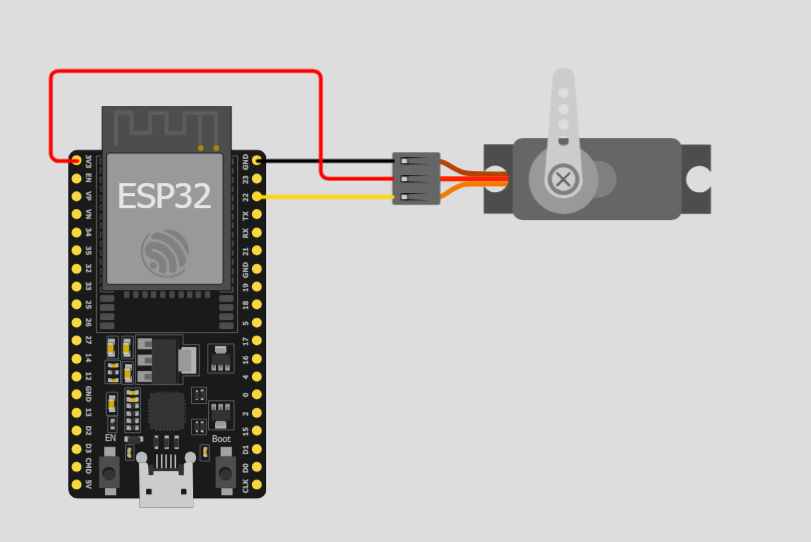 ESP32
3V3
EN
VP
VN
34
35
32
33
25
26
27
14
12
GND
13
D2
D3
CMD
5V
GND
23
22
TX
RX
21
GND
19
18
5
17
16
4
0
2
15
D1
D0
CLK
EN
Boot